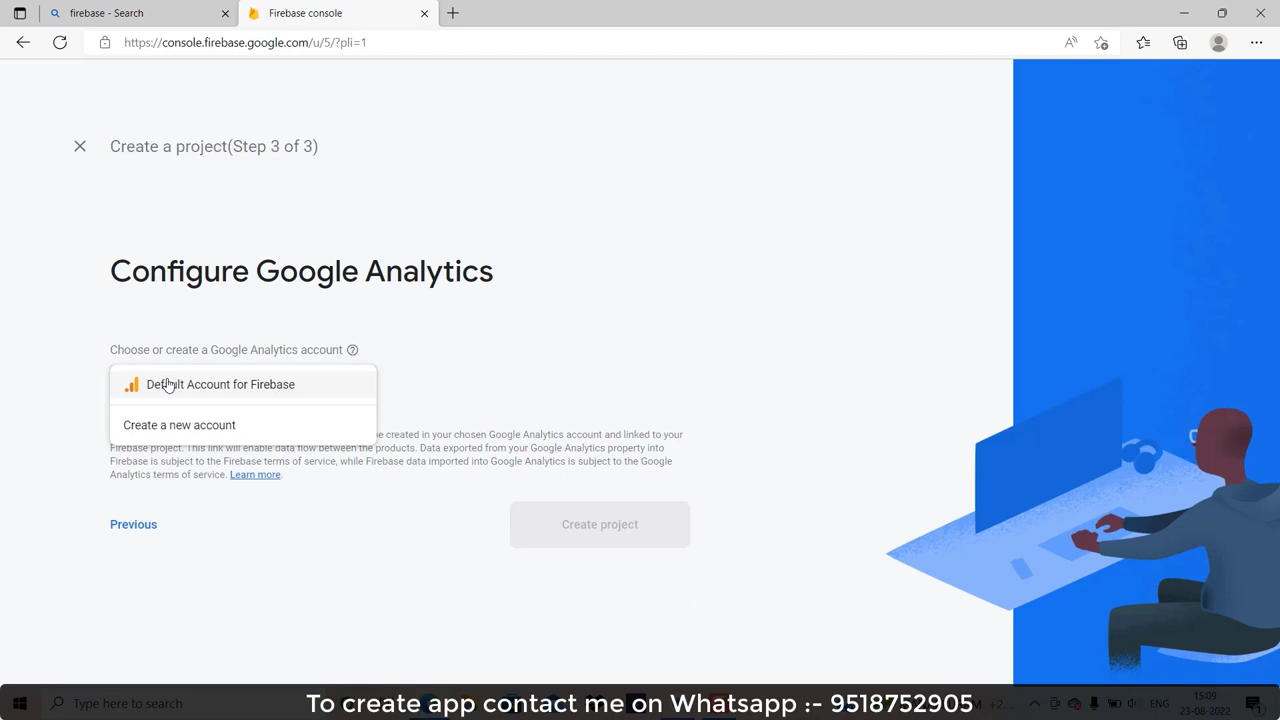 firebase - Search
Firebase console
https://console.firebase.google.com/u/5/?pli=1
Create a project(Step 3 of 3)
Configure Google Analytics
Choose or create a Google Analytics account
Default Account for Firebase
Create a new account
be created in your chosen Google Analytics account and linked to your
Firebase project. This link will enable data flow between the products. Data exported from your Google Analytics property into
Firebase is subject to the Firebase terms of service, while Firebase data imported into Google Analytics is subject to the Google
Analytics terms of service. Learn more.
Previous
Create project
Type here to search
To create app contact me on Whatsapp :- 9518752905
ENG
15:09
23-08-2022